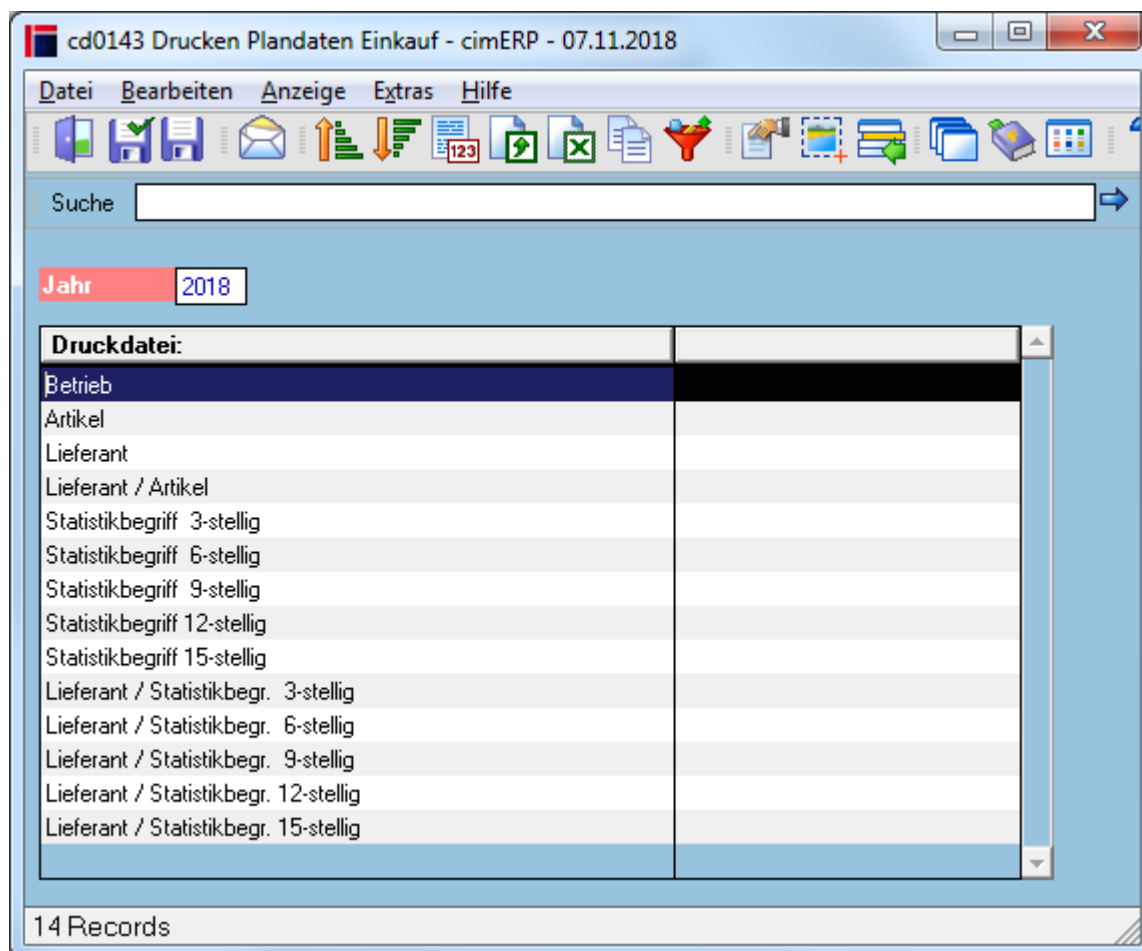 cd0143 Drucken Plandaten Einkauf - cimERP - 07.11.2018
Datei Bearbeiten Anzeige Extras Hilfe
123
Suche
Jahr 2018
Druckdatei:
Betrieb
Artikel
Lieferant
Lieferant / Artikel
Statistikbegriff  3-stellig
Statistikbegriff  6-stellig
Statistikbegriff  9-stellig
Statistikbegriff 12-stellig
Statistikbegriff 15-stellig
Lieferant / Statistikbegr.  3-stellig
Lieferant / Statistikbegr.  6-stellig
Lieferant / Statistikbegr.  9-stellig
Lieferant / Statistikbegr. 12-stellig
Lieferant / Statistikbegr. 15-stellig
14 Records